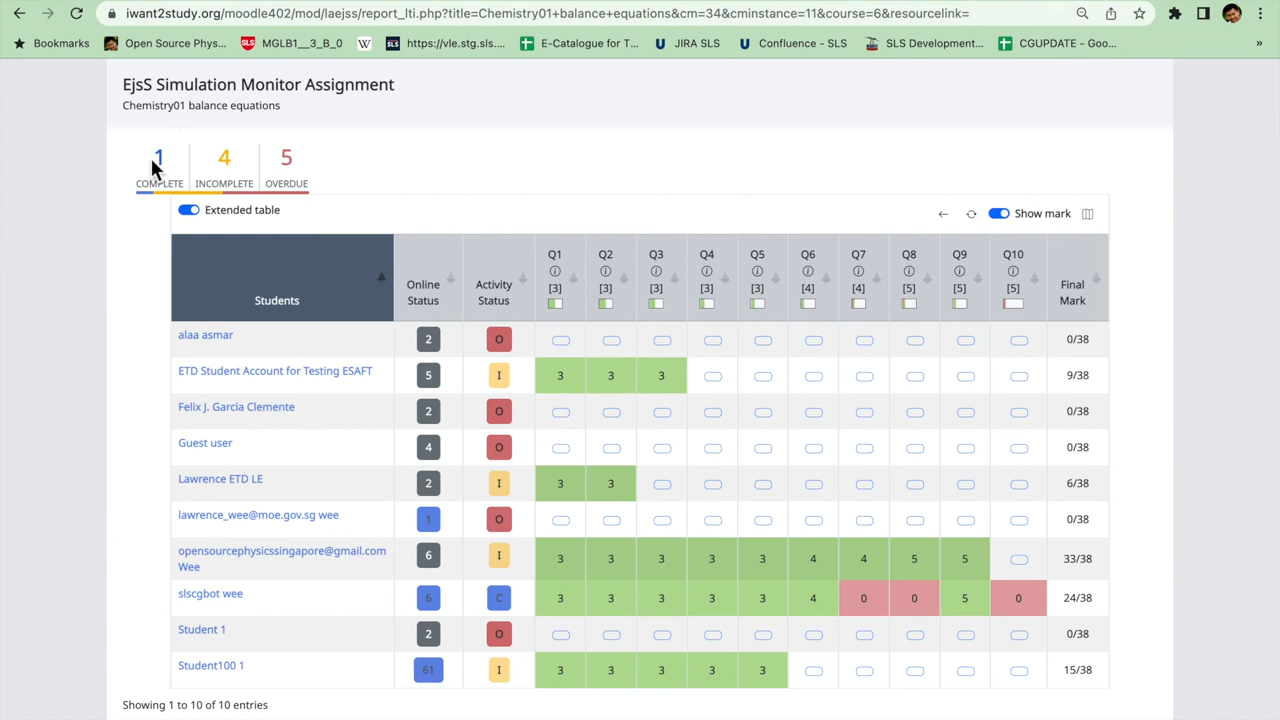 iwant2study.org/moodle402/mod/laejss/report_lti.php?title=Chemistry01+balance+equations&cm=34&cminstance=11&course=6&resourcelink=
Bookmarks Open Source Phys... SLS MGLB1__3_B_0 W SLS https://vle.stg.sls.... E-Catalogue for T... JIRA SLS Confluence - SLS SLS Development... CGUPDATE - Goo... »
EjsS Simulation Monitor Assignment
Chemistry01 balance equations
1 4 5
COMPLETE INCOMPLETE OVERDUE
Extended table Show mark
Students Online Status Activity Status Q1 [3] Q2 [3] Q3 [3] Q4 [3] Q5 [3] Q6 [4] Q7 [4] Q8 [5] Q9 [5] Q10 [5] Final Mark
alaa asmar 2 O 0/38
ETD Student Account for Testing ESAFT 5 I 3 3 3 9/38
Felix J. Garcia Clemente 2 O 0/38
Guest user 4 O 0/38
Lawrence ETD LE 2 I 3 3 6/38
lawrence_wee@moe.gov.sg wee 1 O 0/38
opensourcephysicssingapore@gmail.com Wee 6 I 3 3 3 3 3 4 4 5 5 33/38
slscgbot wee 6 C 3 3 3 3 3 4 0 0 5 0 24/38
Student 1 2 O 0/38
Student100 1 61 I 3 3 3 3 3 15/38
Showing 1 to 10 of 10 entries